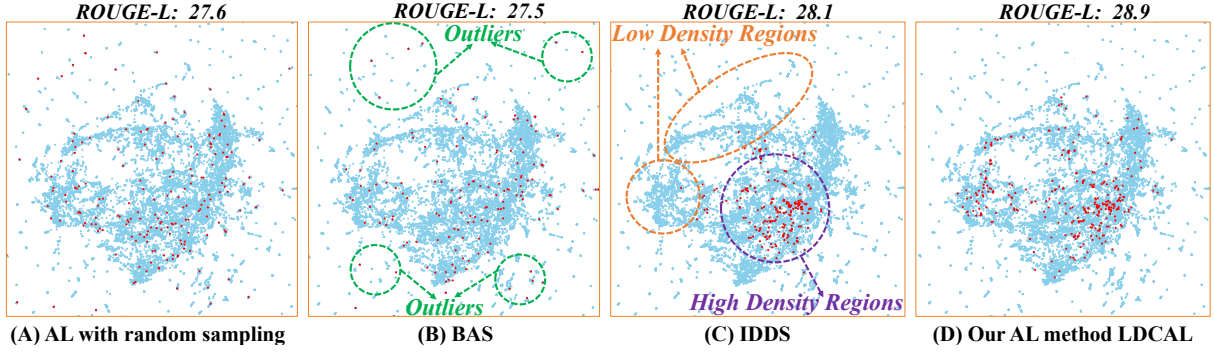 ROUGE-L: 27.6
ROUGE-L: 27.5
ROUGE-L: 28.1
ROUGE-L: 28.9
Outliers
Low Density Regions
Outliers
High Density Regions
(A) AL with random sampling
(B) BAS
(C) IDDS
(D) Our AL method LDCAL